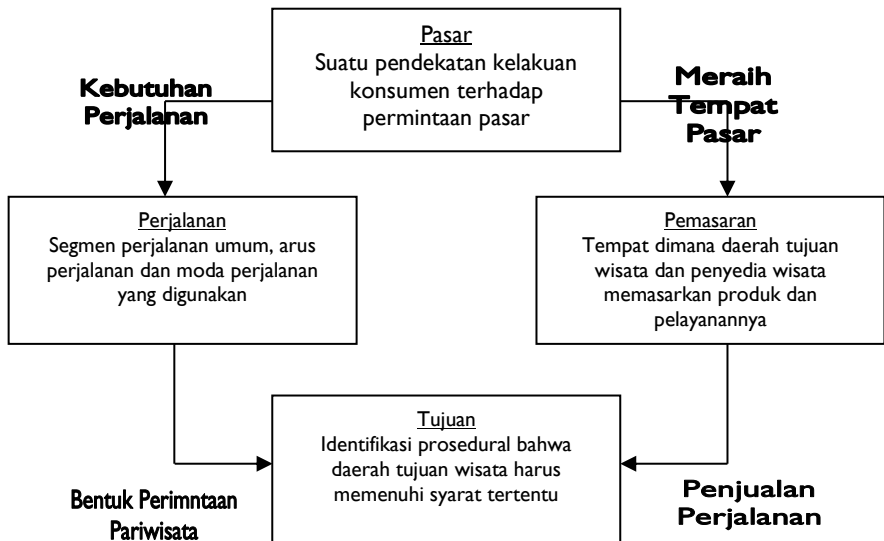 Pasar
Suatu pendekatan kelakuan
konsumen terhadap
permintaan pasar
Kebutuhan
Perjalanan
Meraih
Tempat
Pasar
Perjalanan
Segmen perjalanan umum, arus
perjalanan dan moda perjalanan
yang digunakan
Pemasaran
Tempat dimana daerah tujuan
wisata dan penyedia wisata
memasarkan produk dan
pelayanannya
Tujuan
Identifikasi prosedural bahwa
daerah tujuan wisata harus
memenuhi syarat tertentu
Bentuk Perimntaan
Pariwisata
Penjualan
Perjalanan